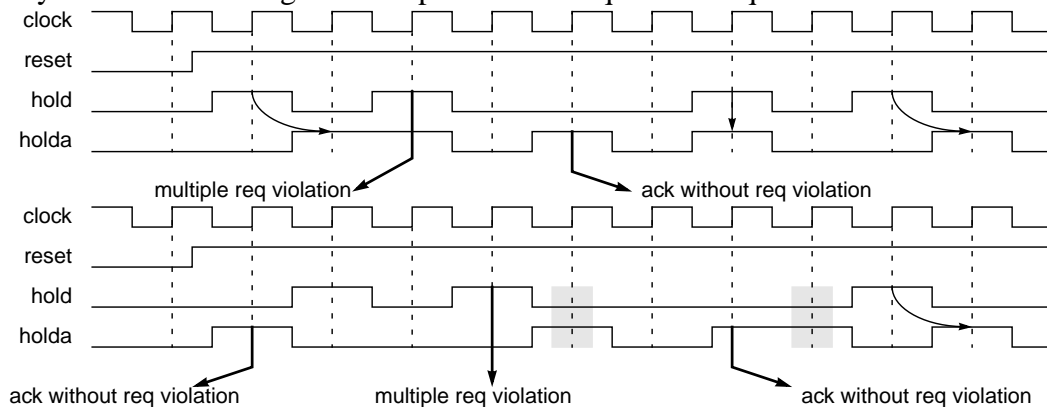 clock
reset
hold
holda
multiple req violation
ack without req violation
clock
reset
hold
holda
ack without req violation
multiple req violation
ack without req violation